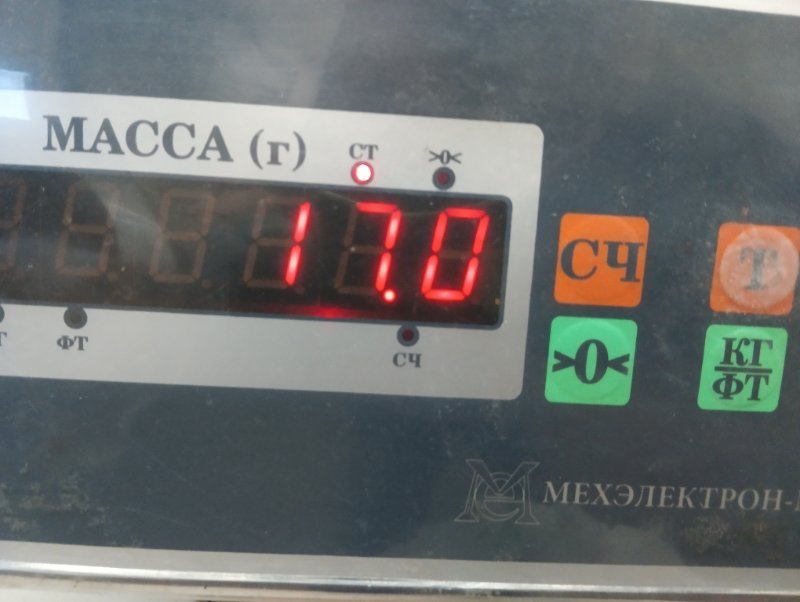 МАССА (г)
СТ
>0<
17.0
ФТ
СЧ
СЧ
Т
>0<
КГ
ФТ
МЕХЭЛЕКТРОН-